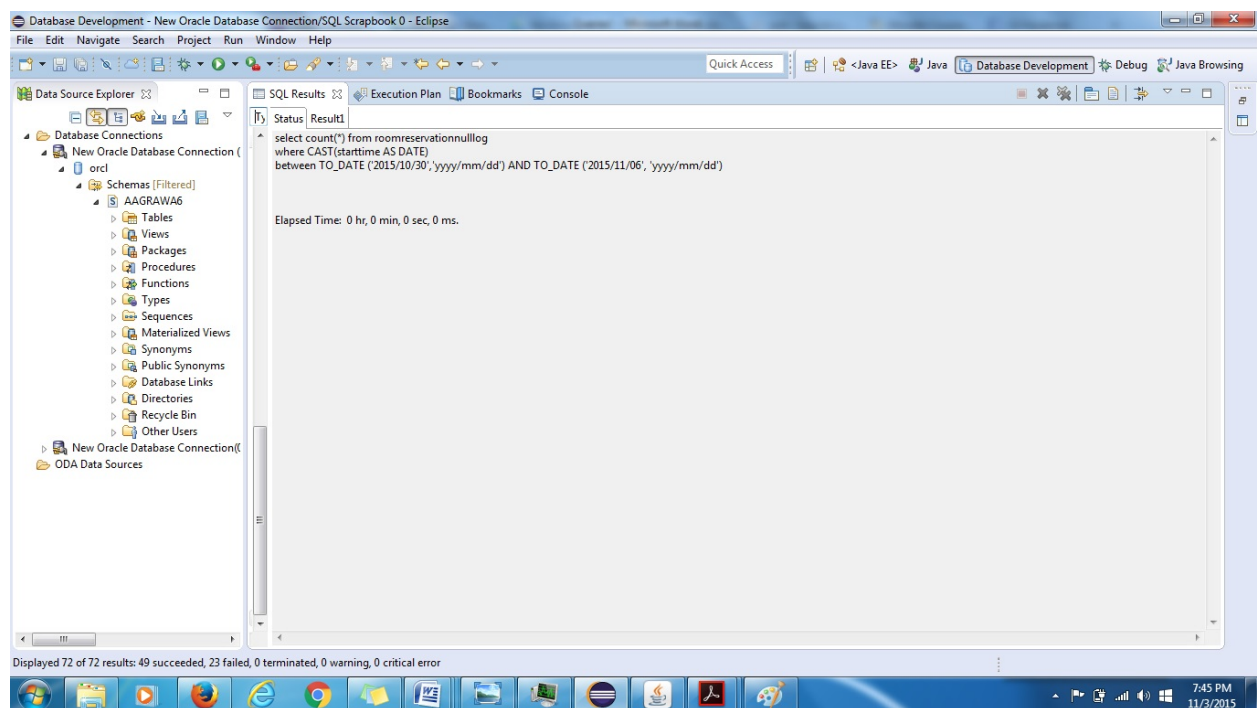 Database Development - New Oracle Database Connection/SQL Scrapbook 0 - Eclipse
File Edit Navigate Search Project Run Window Help
Quick Access
<Java EE> Java Database Development Debug Java Browsing
Data Source Explorer
SQL Results Execution Plan Bookmarks Console
Status Result1
Database Connections
New Oracle Database Connection (
orcl
Schemas [Filtered]
AAGRAWA6
Tables
Views
Packages
Procedures
Functions
Types
Sequences
Materialized Views
Synonyms
Public Synonyms
Database Links
Directories
Recycle Bin
Other Users
New Oracle Database Connection((
ODA Data Sources
select count(*) from roomreservationnulllog
where CAST(starttime AS DATE)
between TO_DATE ('2015/10/30','yyyy/mm/dd') AND TO_DATE ('2015/11/06', 'yyyy/mm/dd')
Elapsed Time: 0 hr, 0 min, 0 sec, 0 ms.
Displayed 72 of 72 results: 49 succeeded, 23 failed, 0 terminated, 0 warning, 0 critical error
7:45 PM
11/3/2015